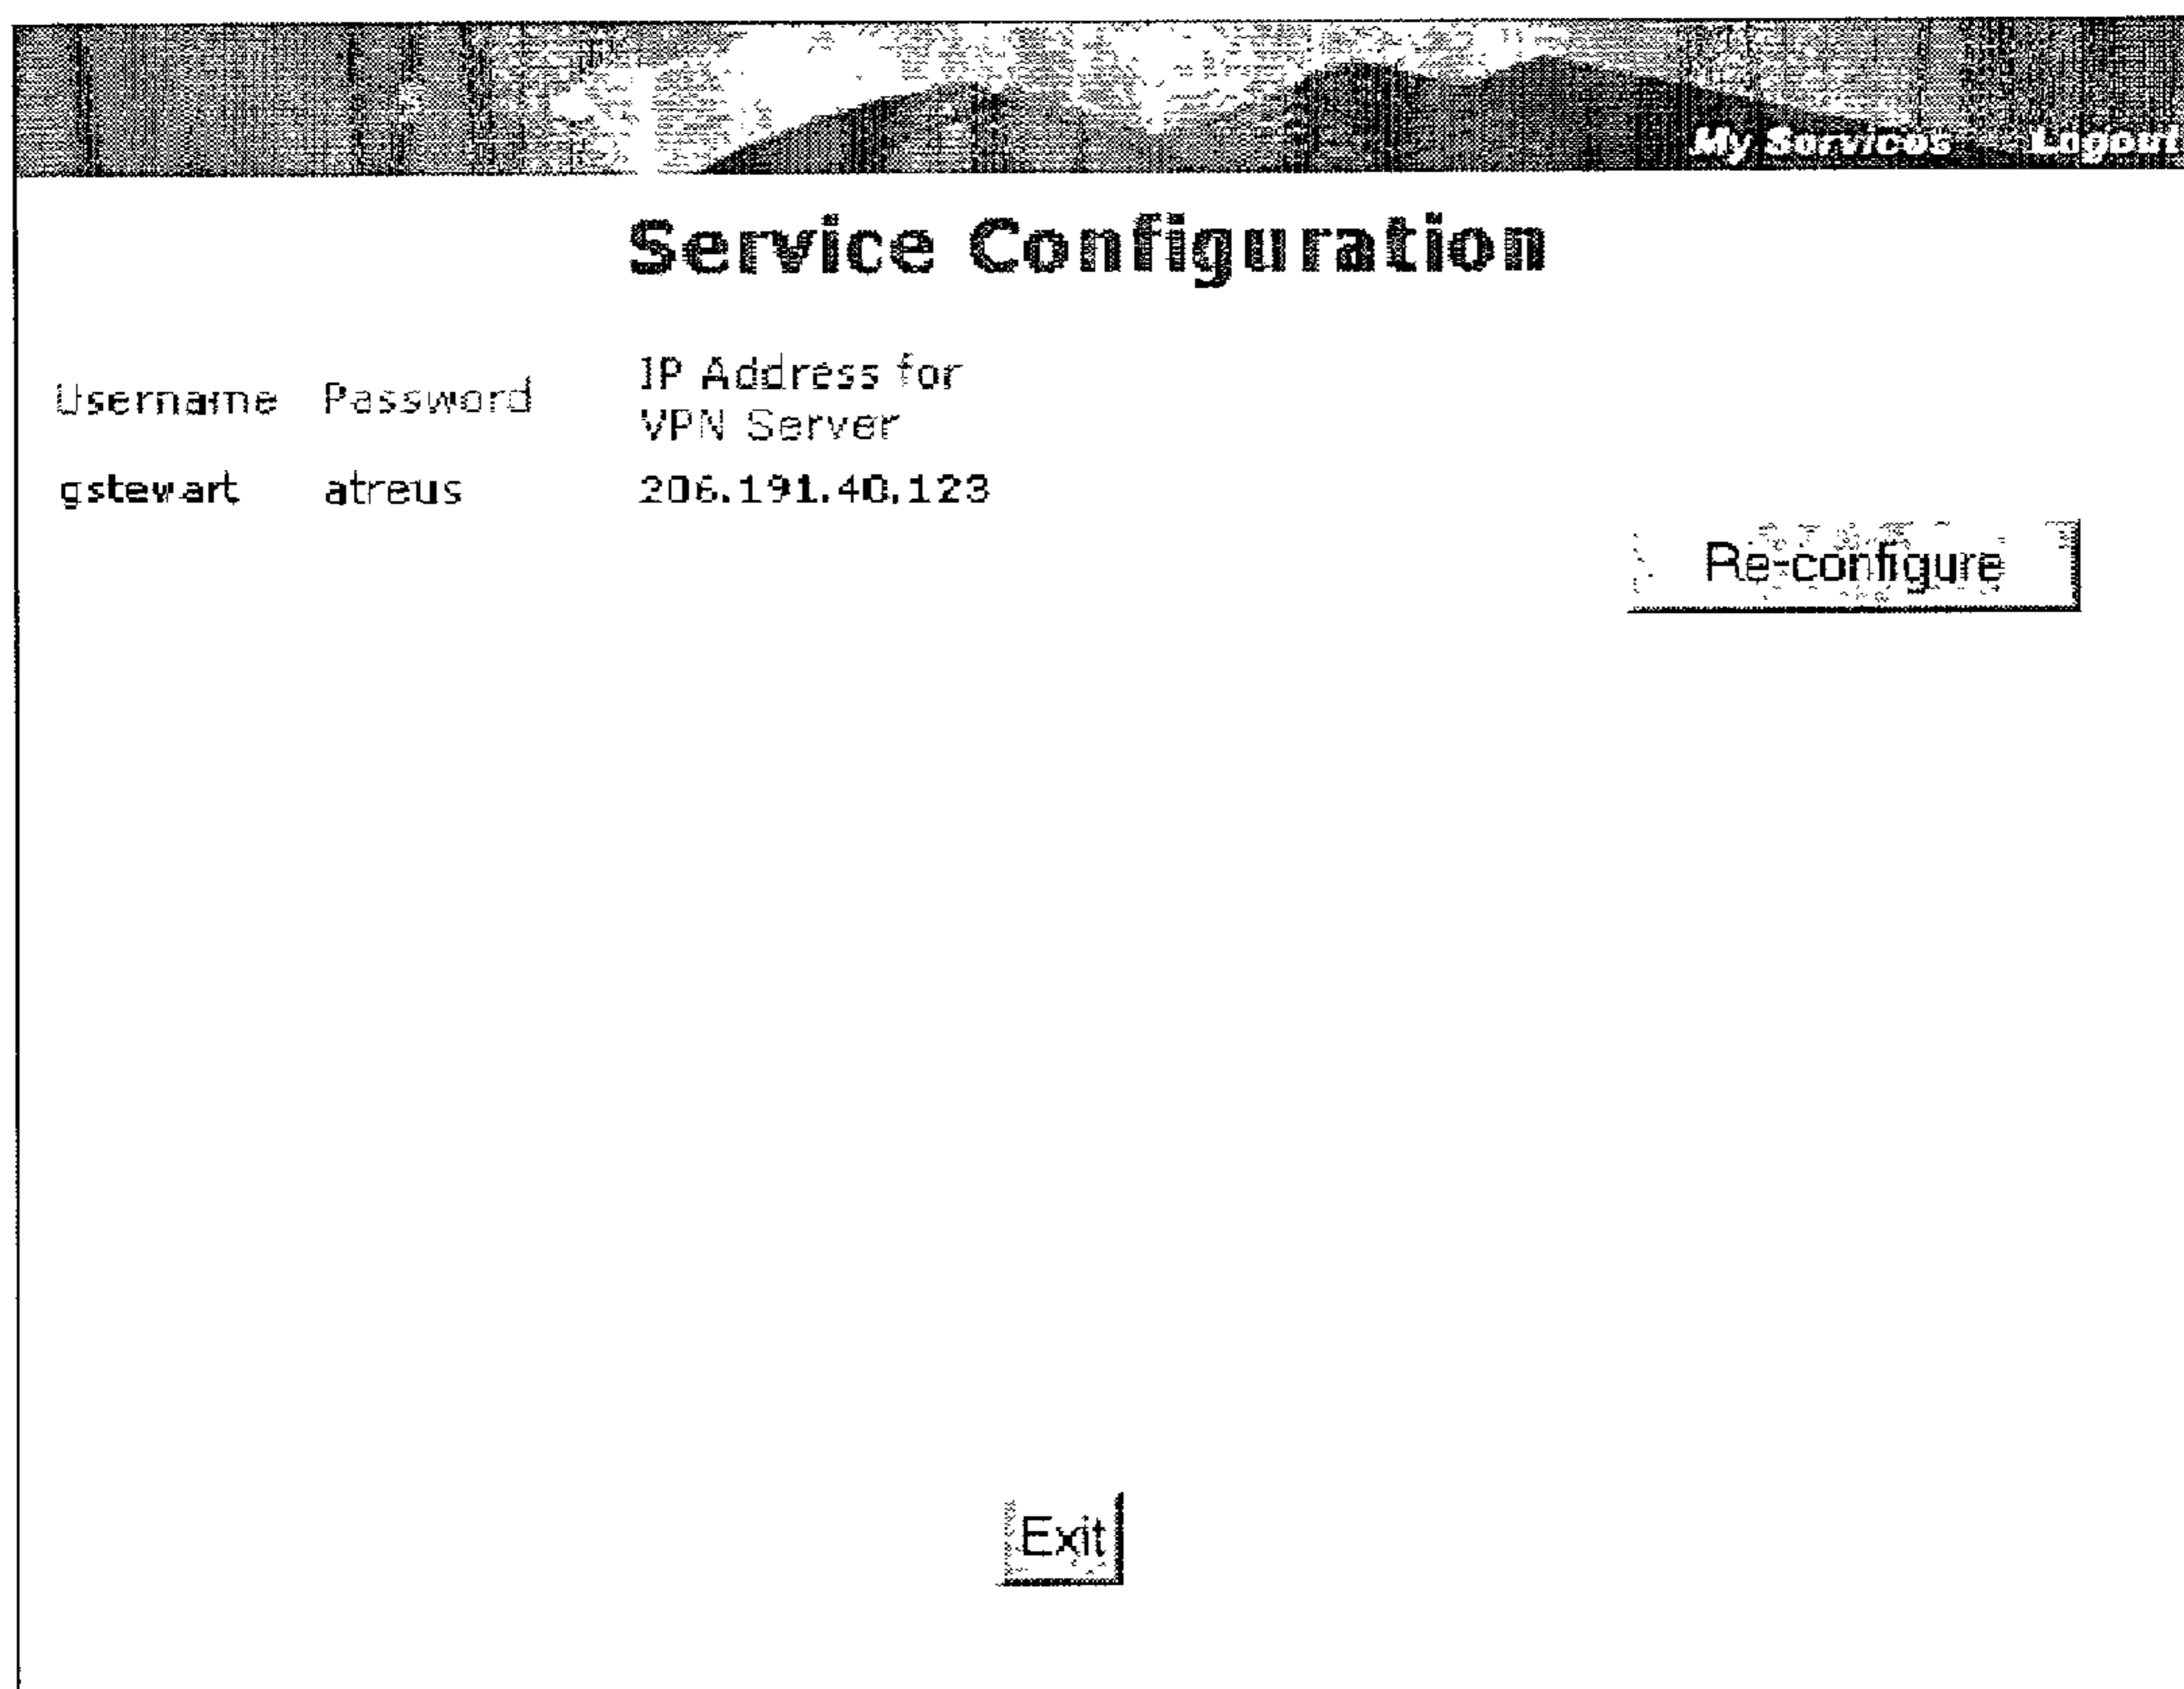 My Services Logout
Service Configuration
Username Password IP Address for
VPN Server
gstewart atreus 206.191.40.123
Re-configure
Exit